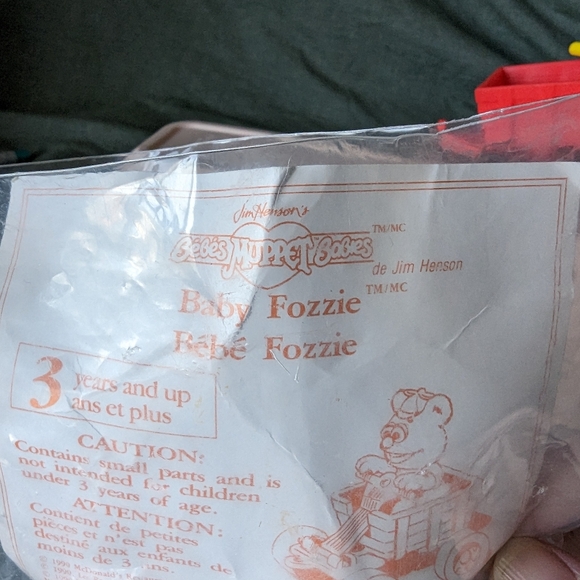 Jim Henson's
Bébés MUPPET Babies TM/MC
de Jim Henson
Baby Fozzie TM/MC
Bébé Fozzie
3 years and up
ans et plus
CAUTION:
Contains small parts and is
not intended for children
under 3 years of age.
ATTENTION:
Contient de petites
pièces et n'est pas
destiné aux enfants de
moins de 3 ans.
McDonald's